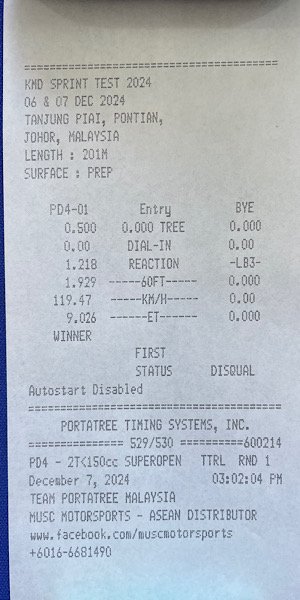 ==========================================
KMD SPRINT TEST 2024
06 & 07 DEC 2024
TANJUNG PIAI, PONTIAN,
JOHOR, MALAYSIA
LENGTH : 201M
SURFACE : PREP
PD4-01 Entry BYE
0.500 0.000 TREE 0.000
0.00 DIAL-IN 0.00
1.218 REACTION -LB3-
1.929 -----60FT----- 0.000
119.47 -----KM/H----- 0.00
9.026 ------ET------ 0.000
WINNER
FIRST
STATUS DISQUAL
Autostart Disabled
==========================================
PORTATREE TIMING SYSTEMS, INC.
=============== 529/530 ==========600214
PD4 - 2T<150cc SUPEROPEN TTRL RND 1
December 7, 2024 03:02:04 PM
TEAM PORTATREE MALAYSIA
MUSC MOTORSPORTS - ASEAN DISTRIBUTOR
www.facebook.com/muscmotorsports
+6016-6681490